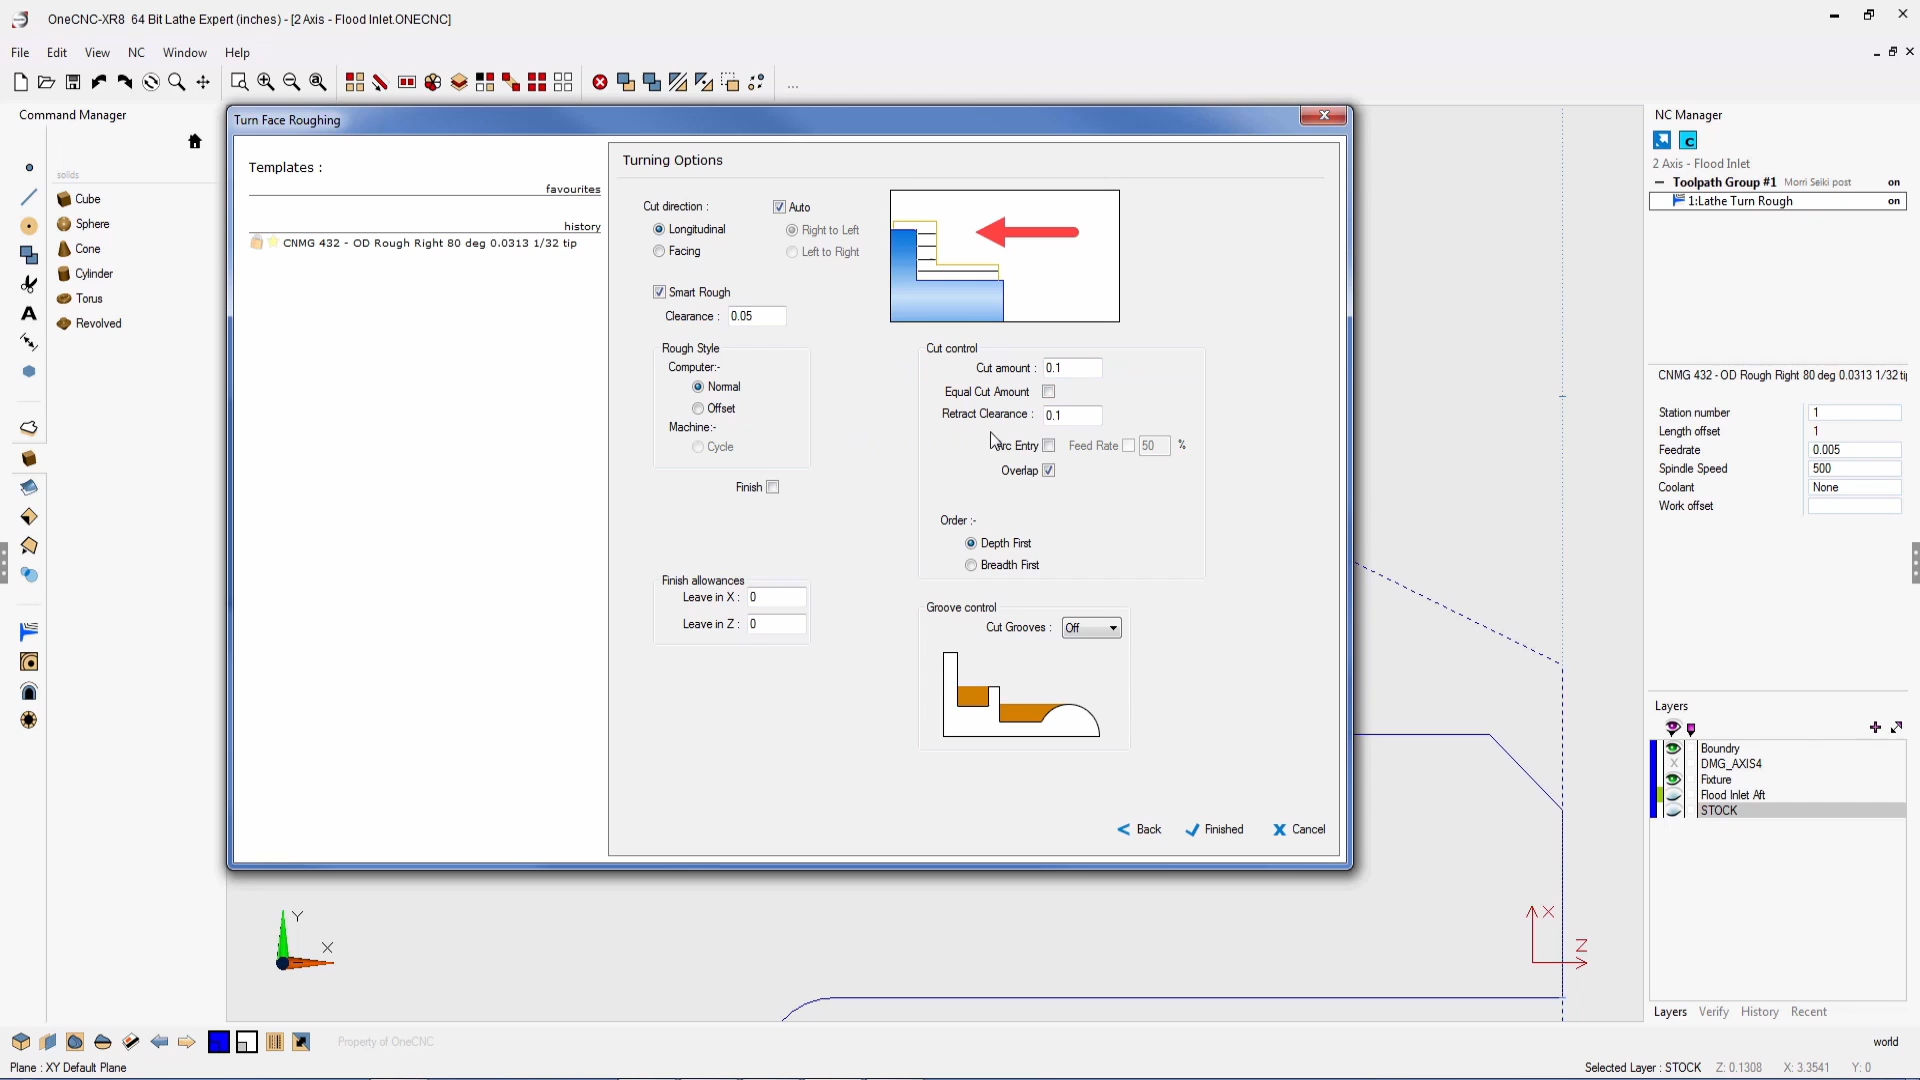 OneCNC-XR8  64 Bit Lathe Expert (inches) - [2 Axis - Flood Inlet.ONECNC]
File Edit View NC Window Help
...
Command Manager
solids
Cube
Sphere
Cone
Cylinder
Torus
Revolved
A
Turn Face Roughing
Templates :
favourites
history
CNMG 432 - OD Rough Right 80 deg 0.0313 1/32 tip
Turning Options
Cut direction :
Auto
Longitudinal
Right to Left
Facing
Left to Right
Smart Rough
Clearance : 0.05
Rough Style
Computer:-
Normal
Offset
Machine:-
Cycle
Finish
Finish allowances
Leave in X : 0
Leave in Z : 0
Cut control
Cut amount : 0.1
Equal Cut Amount
Retract Clearance : 0.1
Entry Feed Rate 50 %
Overlap
Order :-
Depth First
Breadth First
Groove control
Cut Grooves : Off
< Back Finished X Cancel
NC Manager
C
2 Axis - Flood Inlet
Toolpath Group #1 Morri Seiki post on
1:Lathe Turn Rough on
CNMG 432 - OD Rough Right 80 deg 0.0313 1/32 ti
Station number 1
Length offset 1
Feedrate 0.005
Spindle Speed 500
Coolant None
Work offset
Layers
Boundry
X DMG_AXIS4
Fixture
Flood Inlet Aft
STOCK
Layers Verify History Recent
Y
X
X
Z
Property of OneCNC
world
Plane : XY Default Plane
Selected Layer : STOCK Z: 0.1308 X: 3.3541 Y: 0